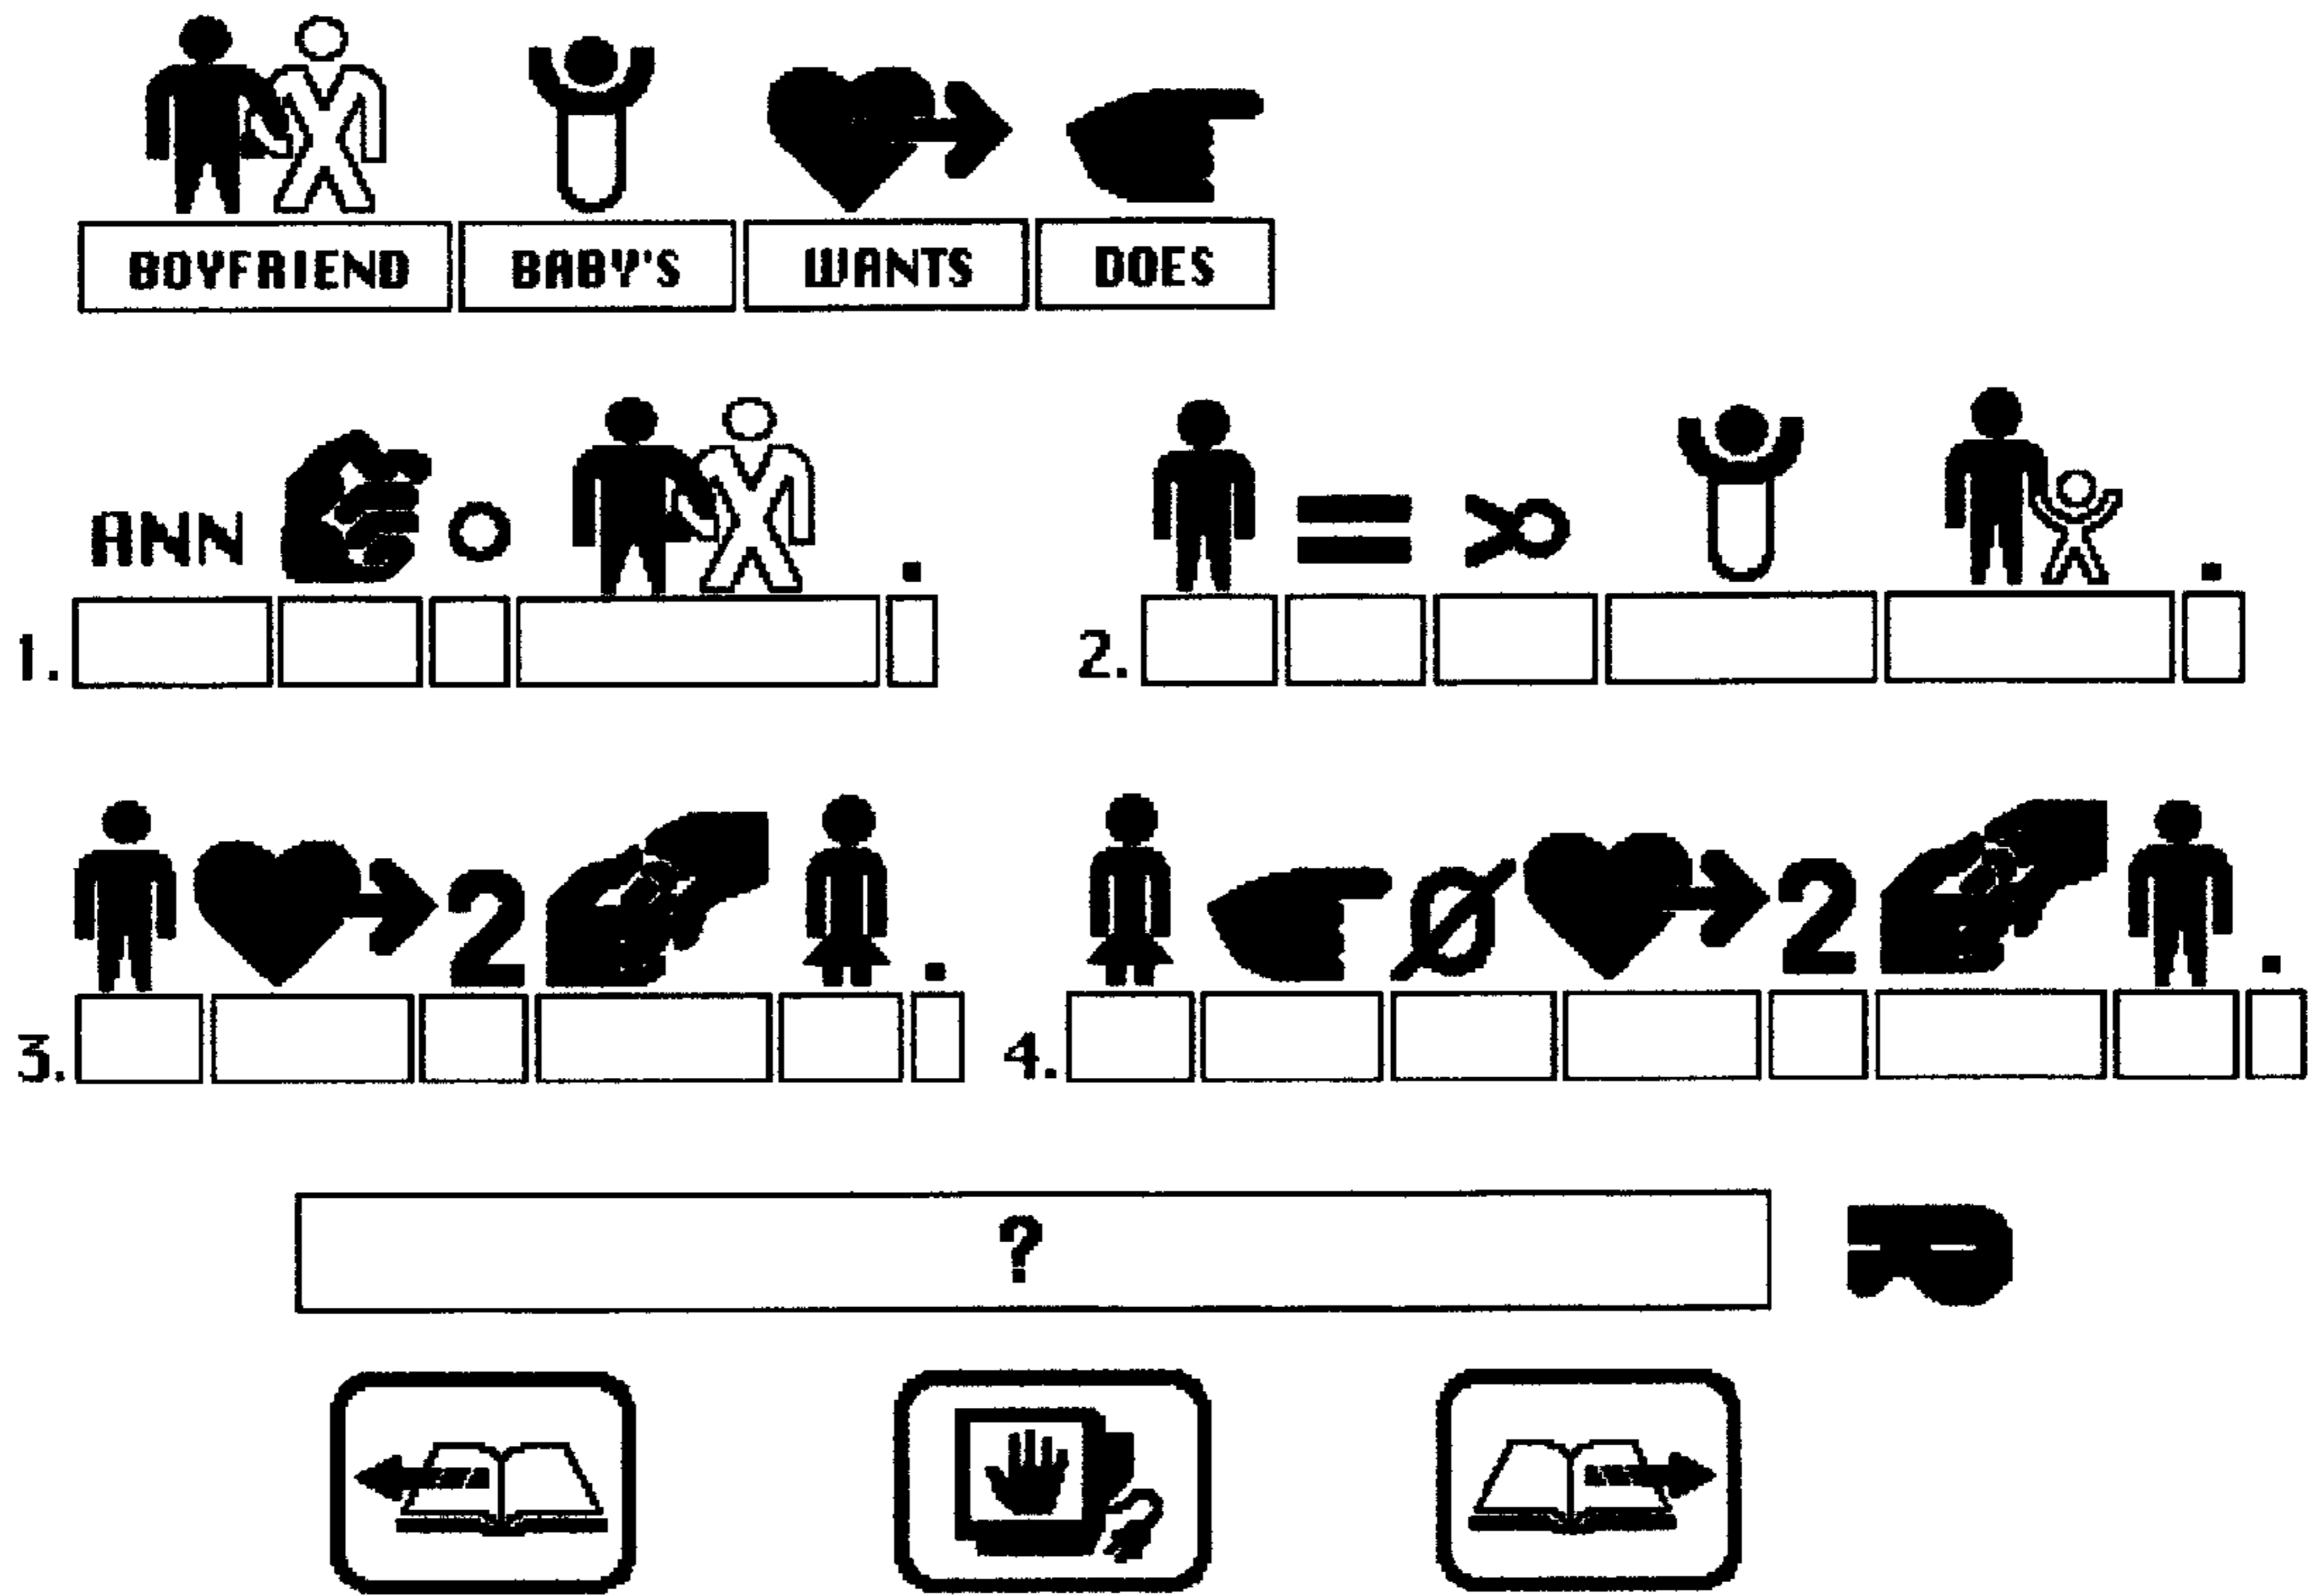 BOYFRIEND BABY'S WANTS DOES
ANN .
1.
= .
2.
2 .
3.
Ø 2 .
4.
?